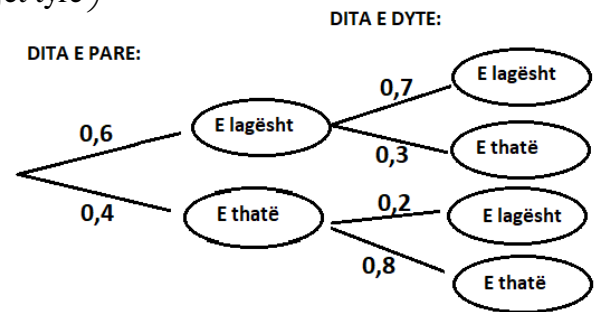 DITA E DYTE:
DITA E PARE:
0,6
E lagësht
0,7
E lagësht
0,3
E thatë
0,4
E thatë
0,2
E lagësht
0,8
E thatë